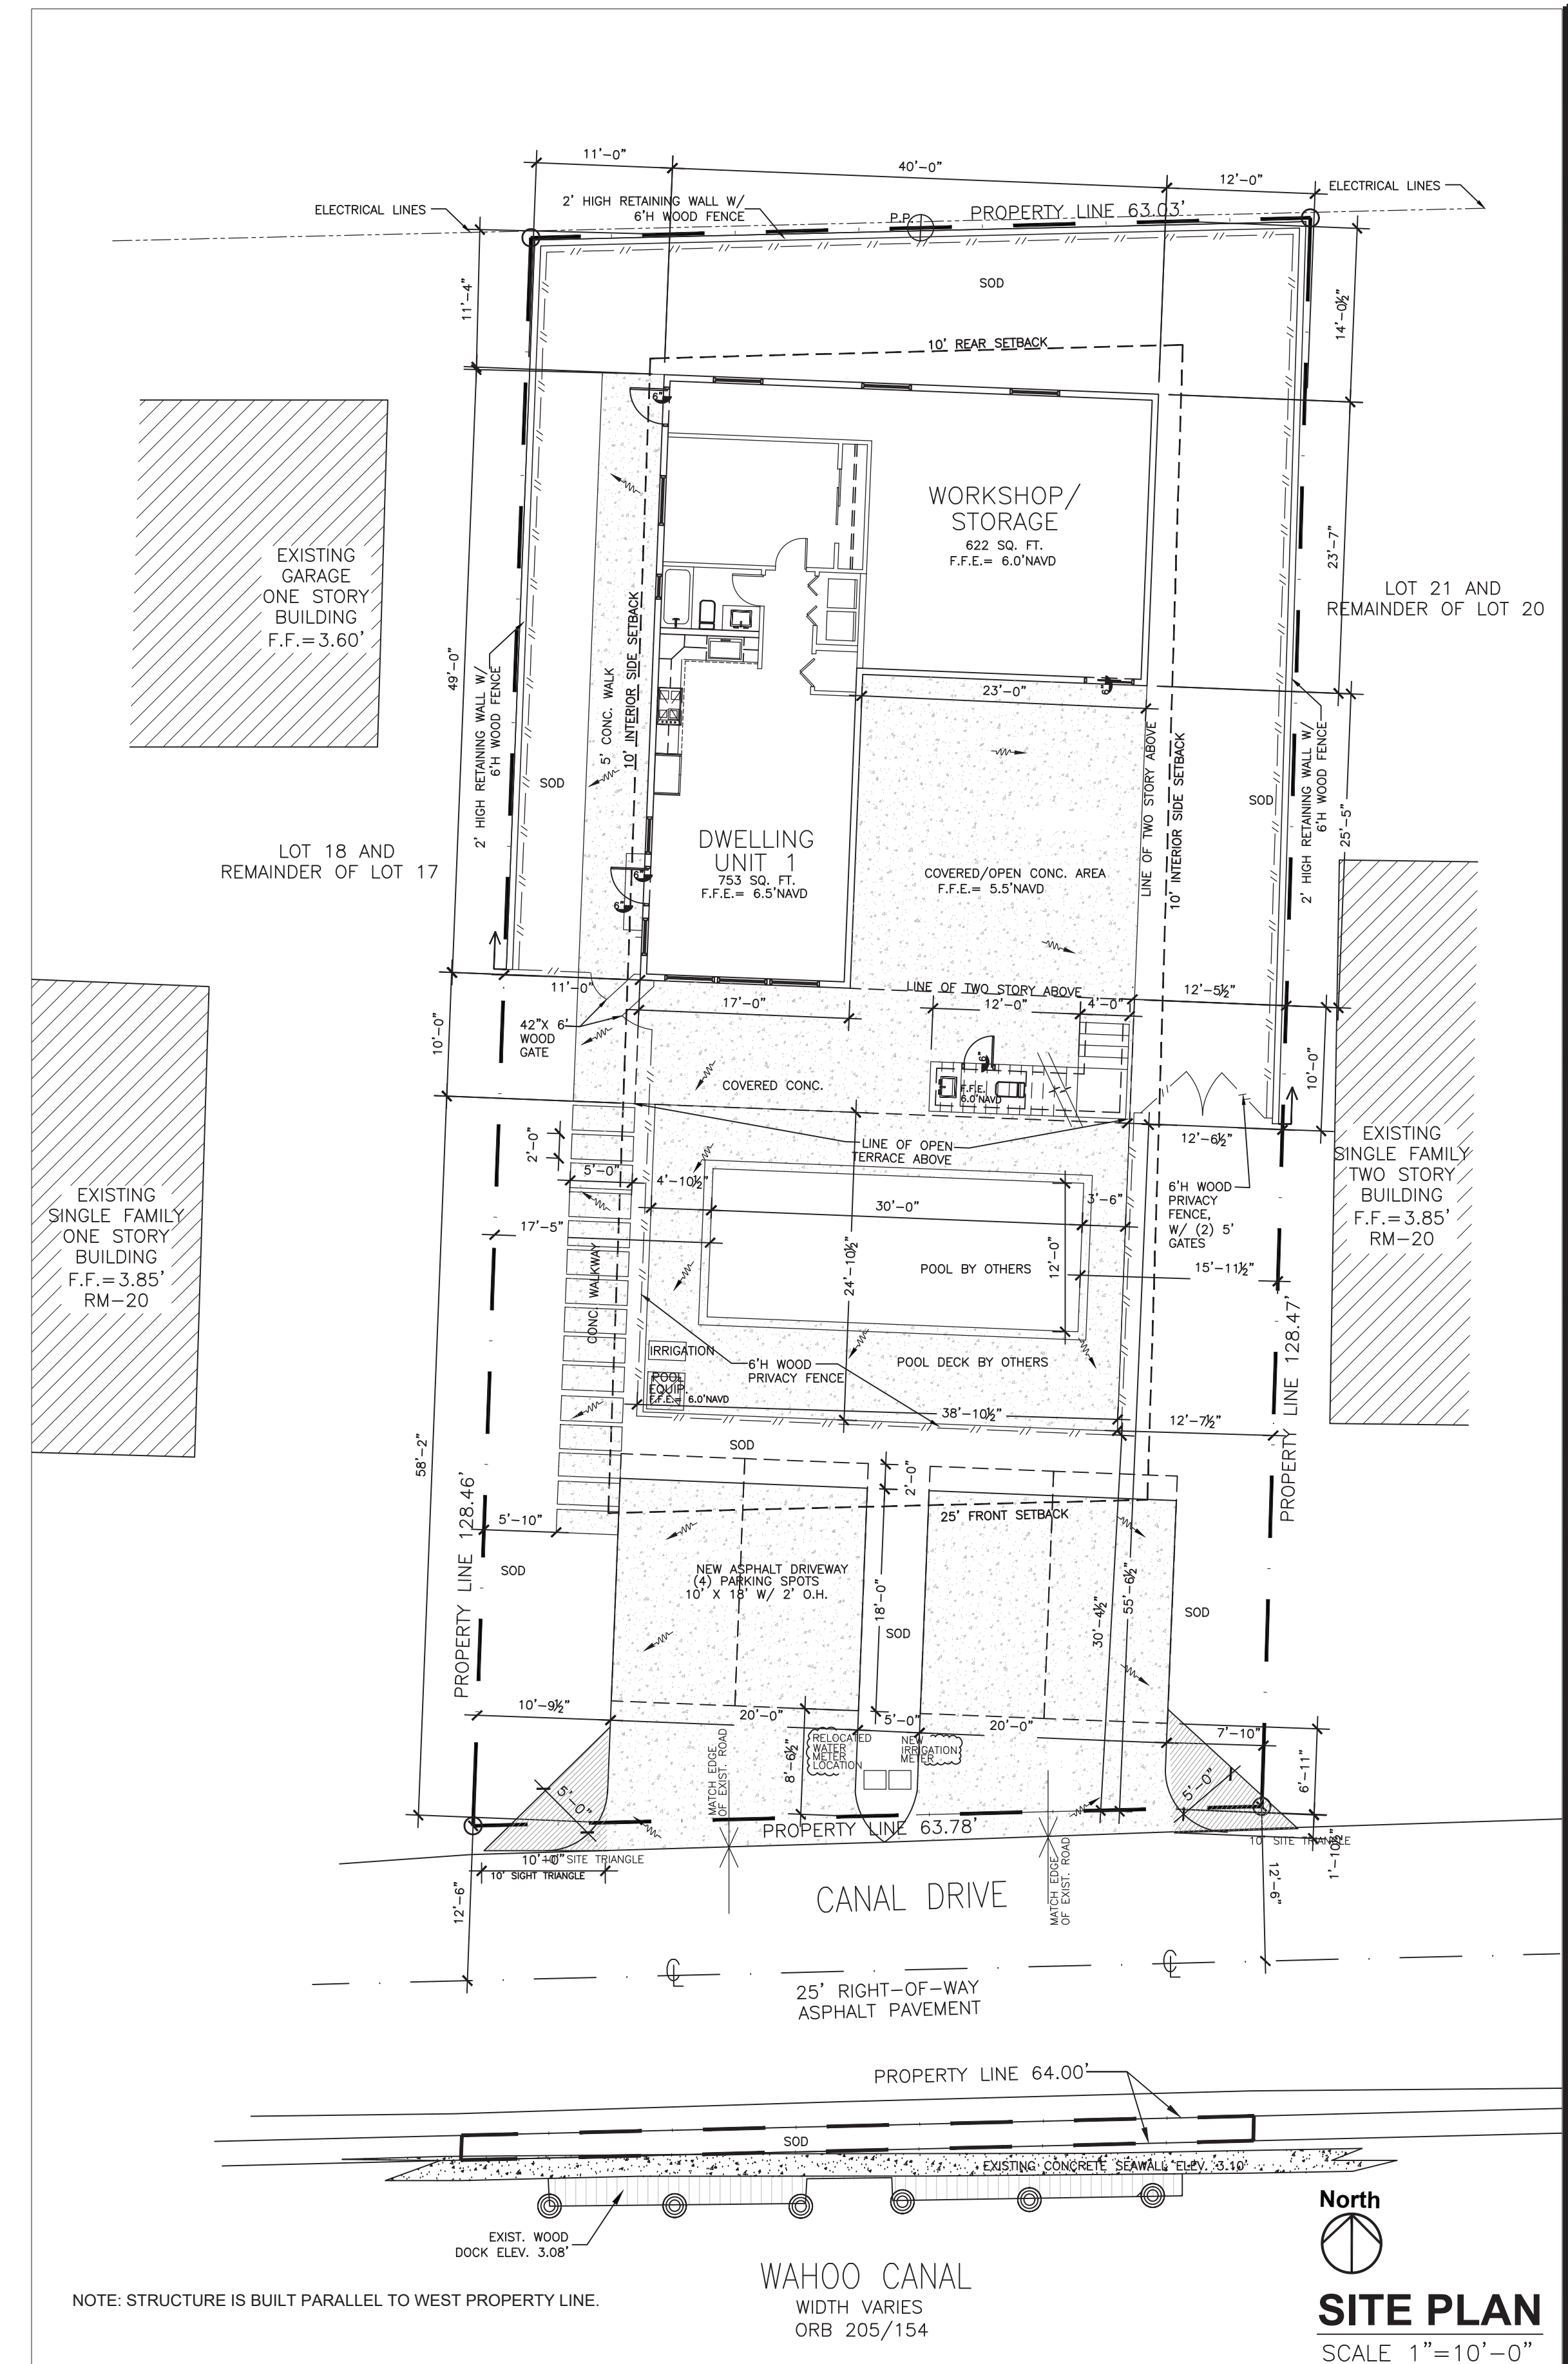 11'-0"
40'-0"
12'-0"
ELECTRICAL LINES
2' HIGH RETAINING WALL W/
6'H WOOD FENCE
ELECTRICAL LINES
P.P.
PROPERTY LINE 63.03'
11'-4"
SOD
14'-0½"
10' REAR SETBACK
6"
EXISTING
GARAGE
ONE STORY
BUILDING
F.F.=3.60'
WORKSHOP/
STORAGE
622 SQ. FT.
F.F.E.= 6.0'NAVD
23'-7"
LOT 21 AND
REMAINDER OF LOT 20
49'-0"
2' HIGH RETAINING WALL W/
6'H WOOD FENCE
5' CONC. WALK
10' INTERIOR SIDE SETBACK
SOD
23'-0"
6"
LINE OF TWO STORY ABOVE
10' INTERIOR SIDE SETBACK
SOD
2' HIGH RETAINING WALL W/
6'H WOOD FENCE
25'-5"
LOT 18 AND
REMAINDER OF LOT 17
DWELLING
UNIT 1
753 SQ. FT.
F.F.E.= 6.5'NAVD
6"
6"
COVERED/OPEN CONC. AREA
F.F.E.= 5.5'NAVD
LINE OF TWO STORY ABOVE
11'-0"
17'-0"
12'-0"
4'-0"
12'-5½"
10'-0"
42"X 6'
WOOD
GATE
COVERED CONC.
6"
F.F.E.
6.0'NAVD
10'-0"
LINE OF OPEN
TERRACE ABOVE
12'-6½"
EXISTING
SINGLE FAMILY
TWO STORY
BUILDING
F.F.=3.85'
RM-20
2'-0"
5'-0"
4'-10½"
30'-0"
3'-6"
6'H WOOD
PRIVACY
FENCE,
W/ (2) 5'
GATES
EXISTING
SINGLE FAMILY
ONE STORY
BUILDING
F.F.=3.85'
RM-20
17'-5"
CONC. WALKWAY
24'-10½"
POOL BY OTHERS
12'-0"
15'-11½"
IRRIGATION
POOL
EQUIP.
F.F.E.= 6.0'NAVD
6'H WOOD
PRIVACY FENCE
POOL DECK BY OTHERS
38'-10½"
12'-7½"
PROPERTY LINE 128.47'
58'-2"
PROPERTY LINE 128.46'
SOD
2'-0"
25' FRONT SETBACK
5'-10"
SOD
NEW ASPHALT DRIVEWAY
(4) PARKING SPOTS
10' X 18' W/ 2' O.H.
18'-0"
SOD
30'-4½"
55'-6½"
SOD
10'-9½"
20'-0"
5'-0"
20'-0"
7'-10"
MATCH EDGE
OF EXIST. ROAD
8'-6½"
RELOCATED
WATER
METER
LOCATION
NEW
IRRIGATION
METER
5'-0"
5'-0"
6'-11"
PROPERTY LINE 63.78'
10'-0"
10' SITE TRIANGLE
10' SIGHT TRIANGLE
10' SITE TRIANGLE
1'-10½"
12'-6"
CANAL DRIVE
MATCH EDGE
OF EXIST. ROAD
12'-6"
25' RIGHT-OF-WAY
ASPHALT PAVEMENT
PROPERTY LINE 64.00'
SOD
EXISTING CONCRETE SEAWALL ELEV. 3.10'
EXIST. WOOD
DOCK ELEV. 3.08'
WAHOO CANAL
WIDTH VARIES
ORB 205/154
NOTE: STRUCTURE IS BUILT PARALLEL TO WEST PROPERTY LINE.
North
SITE PLAN
SCALE 1"=10'-0"